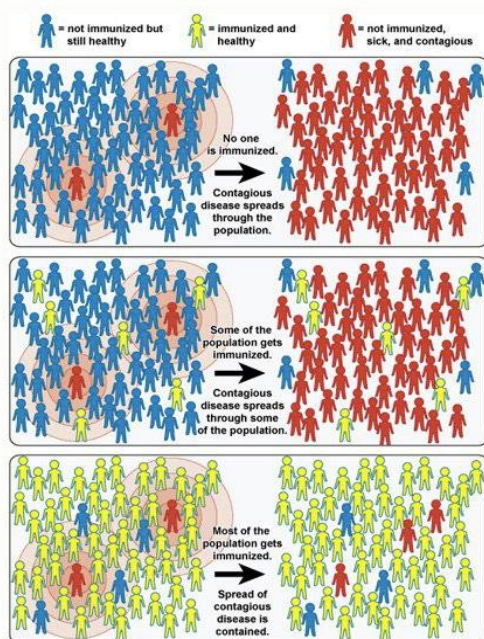 = not immunized but
still healthy
= immunized and
healthy
= not immunized,
sick, and contagious
No one
is immunized.
Contagious
disease spreads
through the
population.
Some of the
population gets
immunized.
Contagious
disease spreads
through some
of the population.
Most of the
population gets
immunized.
Spread of
contagious
disease is
contained.